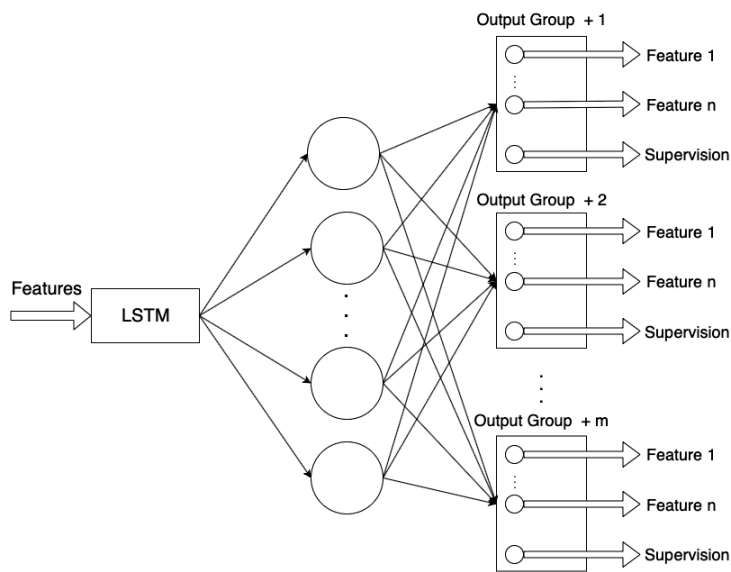 Output Group + 1
Feature 1
Feature n
Supervision
Output Group + 2
Feature 1
Feature n
Supervision
Features
LSTM
Output Group + m
Feature 1
Feature n
Supervision